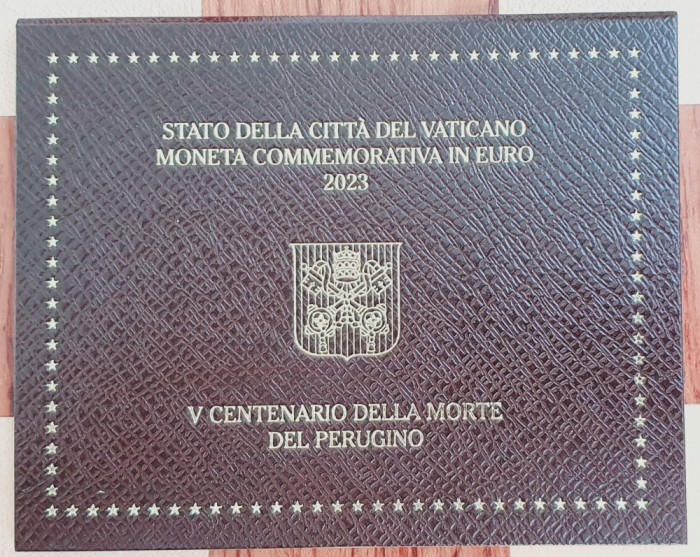 STATO DELLA CITTÀ DEL VATICANO
MONETA COMMEMORATIVA IN EURO
2023
V CENTENARIO DELLA MORTE
DEL PERUGINO